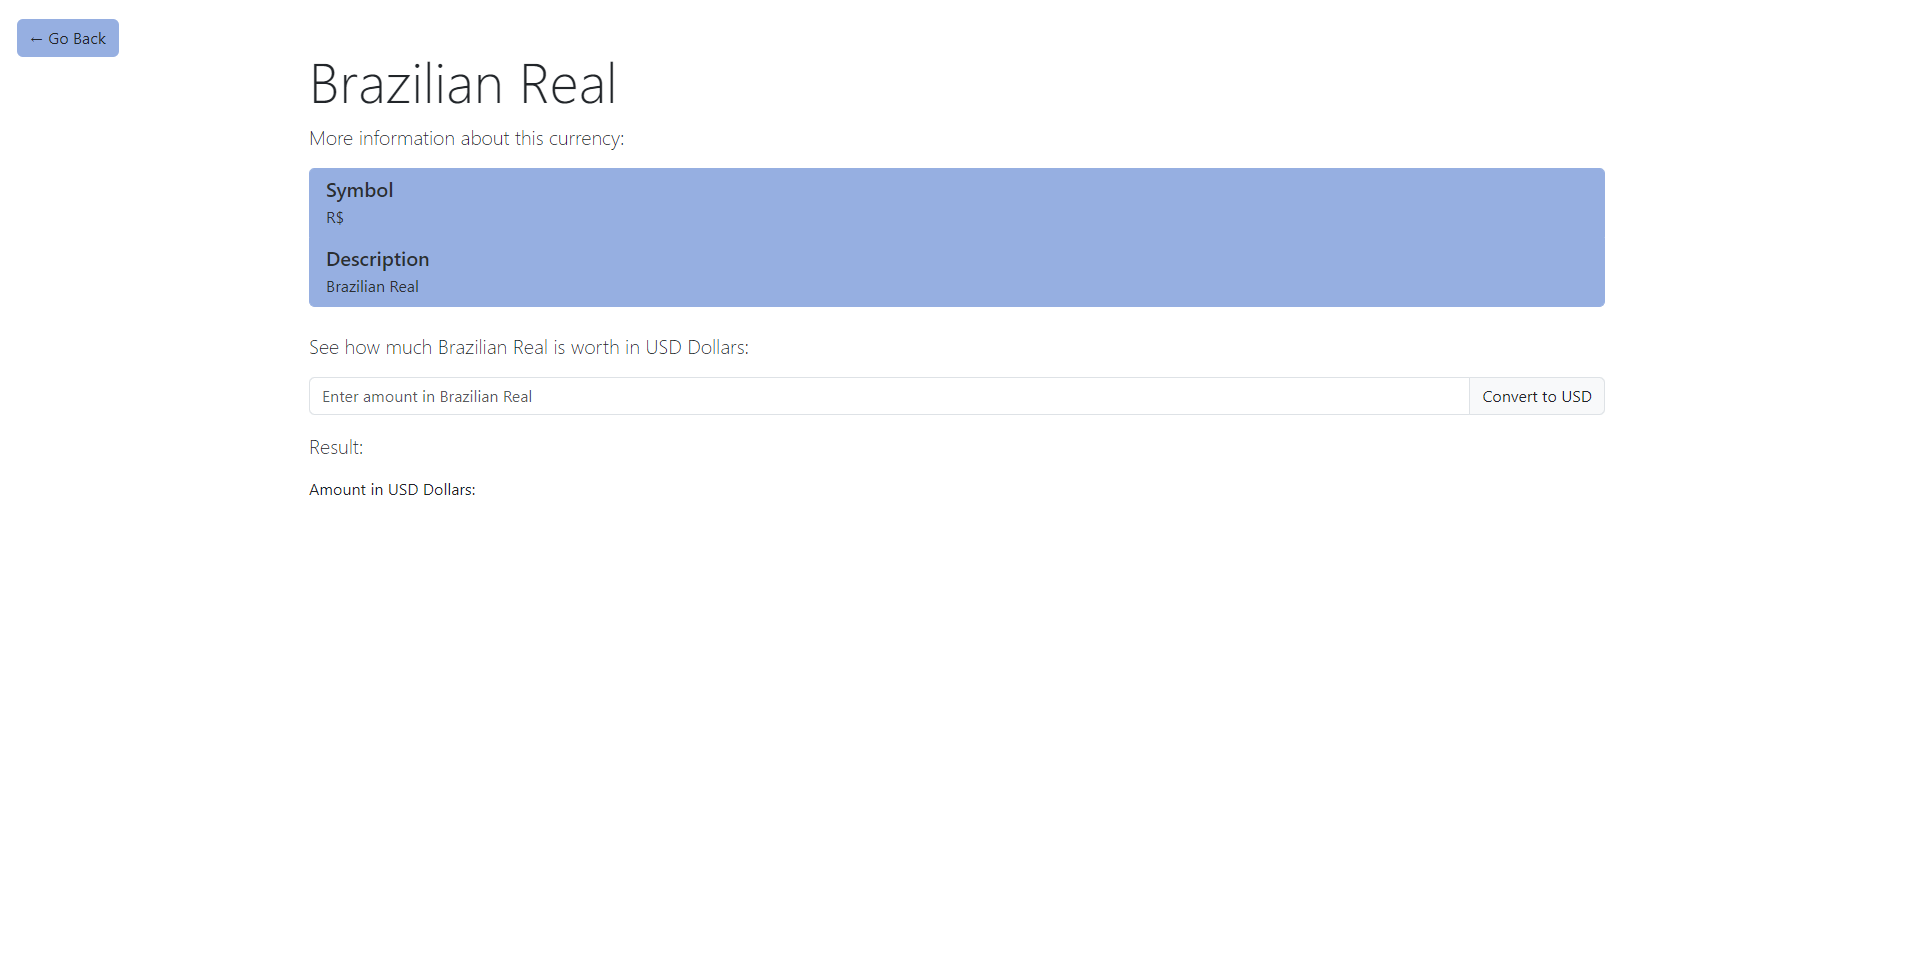 ← Go Back
Brazilian Real
More information about this currency:
Symbol
R$
Description
Brazilian Real
See how much Brazilian Real is worth in USD Dollars:
Enter amount in Brazilian Real
Convert to USD
Result:
Amount in USD Dollars: